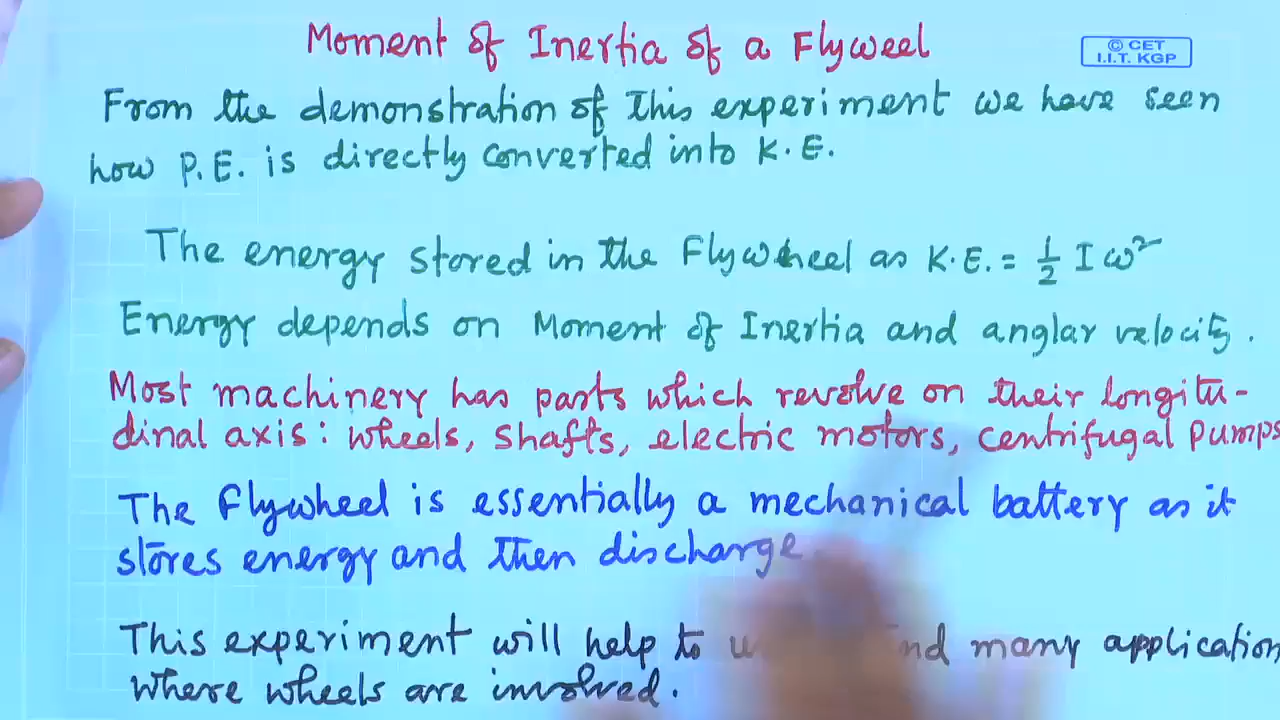 Moment of Inertia of a Flyweel
© CET
I.I.T. KGP
From the demonstration of this experiment we have seen
how P.E. is directly converted into K.E.
The energy stored in the Flywheel as K.E. = 1/2 I ω²
Energy depends on Moment of Inertia and anglar velocity.
Most machinery has parts which revolve on their longitu-
dinal axis: wheels, shafts, electric motors, centrifugal pumps
The flywheel is essentially a mechanical battery as it
stores energy and then discharge.
This experiment will help to many application
where wheels are involved.